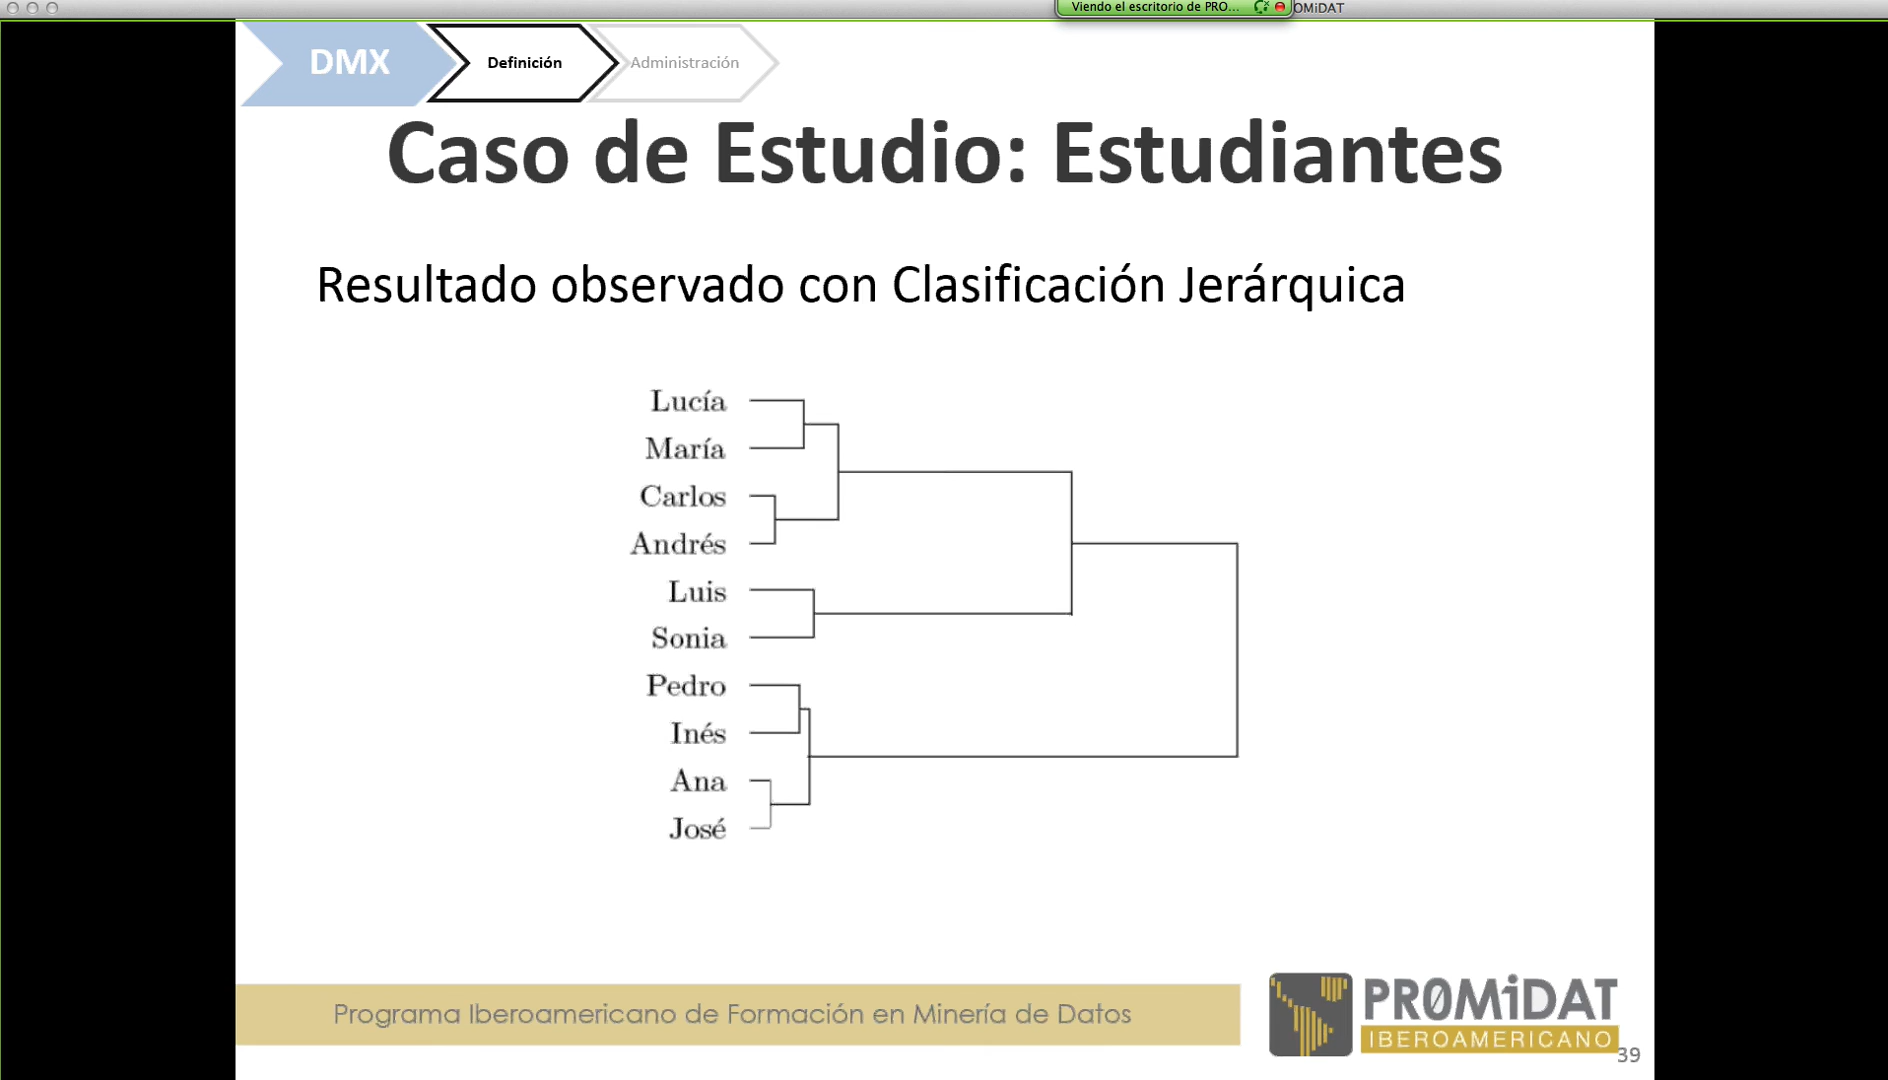 Viendo el escritorio de PRO...
OMiDAT
DMX
Definición
Administración
Caso de Estudio: Estudiantes
Resultado observado con Clasificación Jerárquica
Lucía
María
Carlos
Andrés
Luis
Sonia
Pedro
Inés
Ana
José
Programa Iberoamericano de Formación en Minería de Datos
PR0MiDAT
IBEROAMERICANO
39